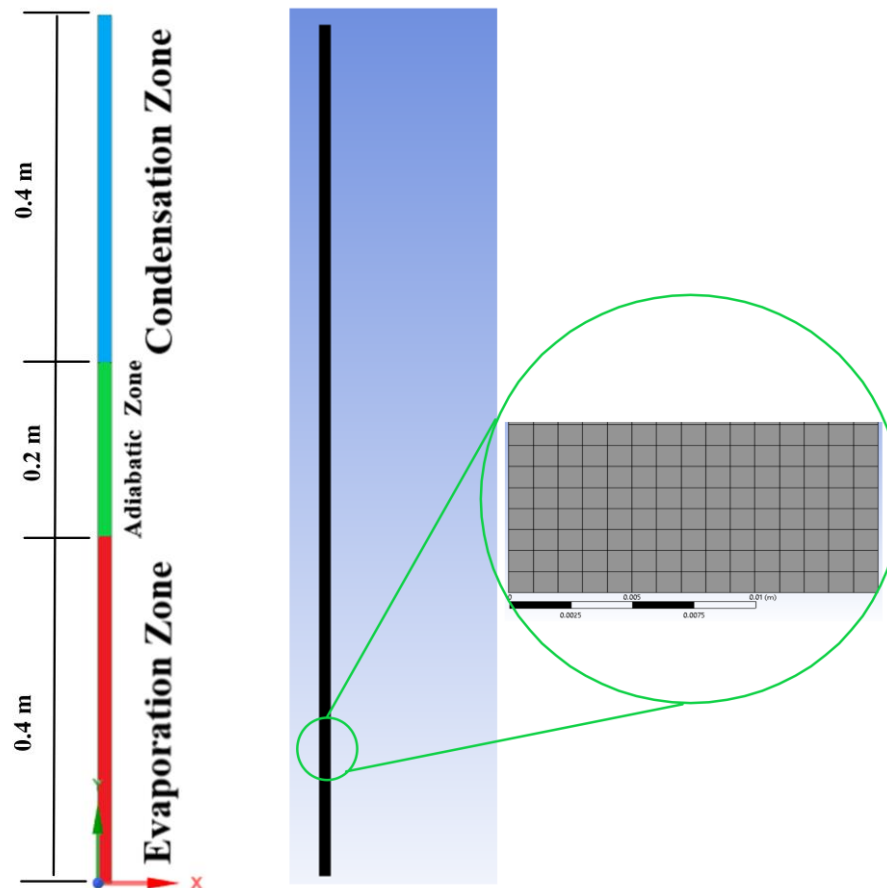 0.4 m
Condensation Zone
0.2 m
Adiabatic Zone
0.4 m
Evaporation Zone
Y
X
0
0.005
0.01 (m)
0.0025
0.0075